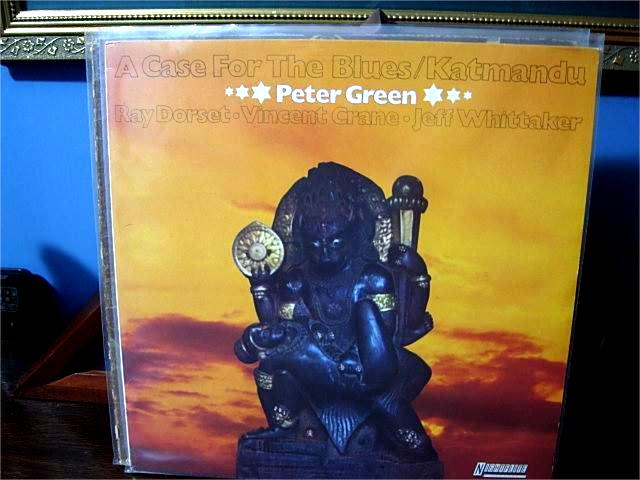 A Case For The Blues/Katmandu
Peter Green
Ray Dorset · Vincent Crane · Jeff Whittaker